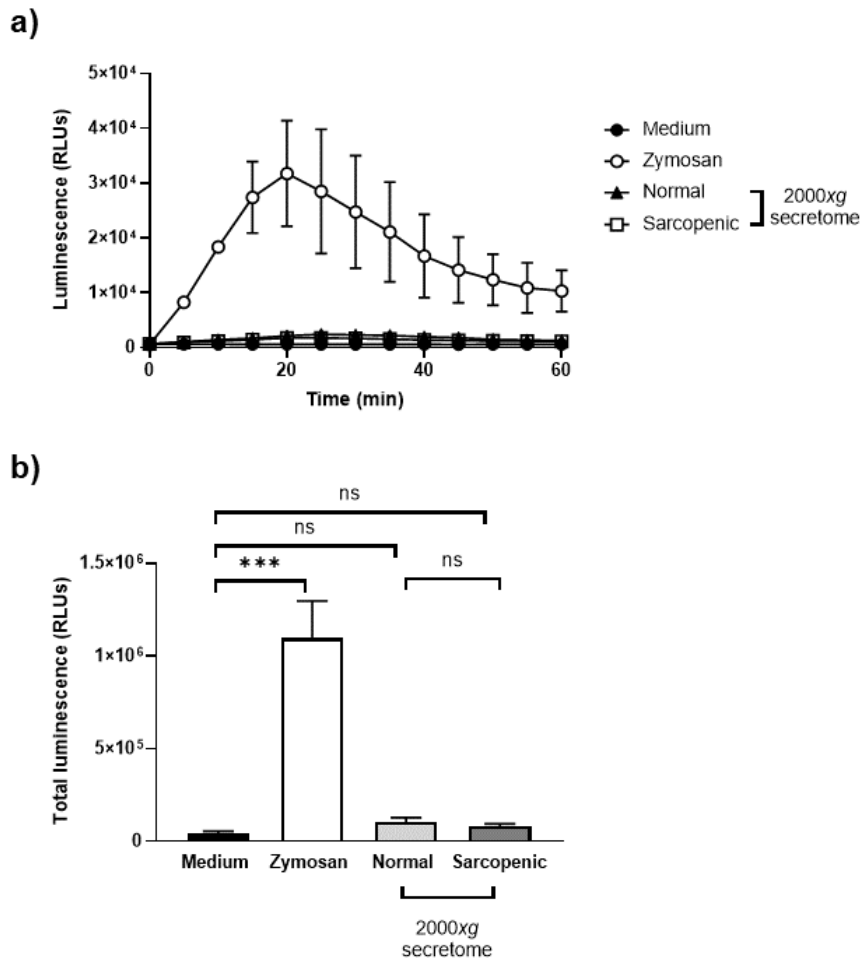 a)
5×10⁴
4×10⁴
3×10⁴
2×10⁴
1×10⁴
0
Luminescence (RLUs)
0 20 40 60
Time (min)
Medium
Zymosan
Normal
Sarcopenic
2000xg
secretome
b)
ns
ns
***
ns
1.5×10⁶
1×10⁶
5×10⁵
0
Total luminescence (RLUs)
Medium Zymosan Normal Sarcopenic
2000xg
secretome